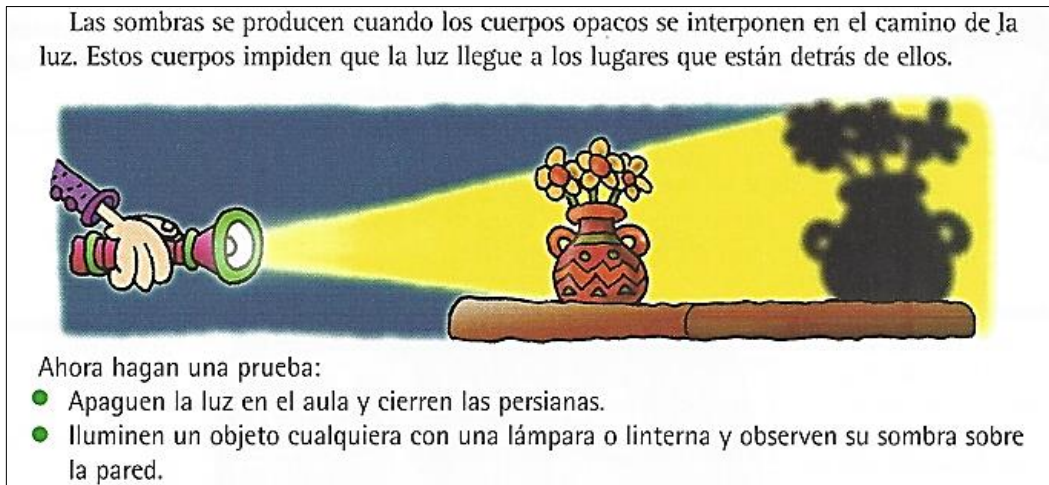 Las sombras se producen cuando los cuerpos opacos se interponen en el camino de la
luz. Estos cuerpos impiden que la luz llegue a los lugares que están detrás de ellos.
Ahora hagan una prueba:
Apaguen la luz en el aula y cierren las persianas.
Iluminen un objeto cualquiera con una lámpara o linterna y observen su sombra sobre
la pared.